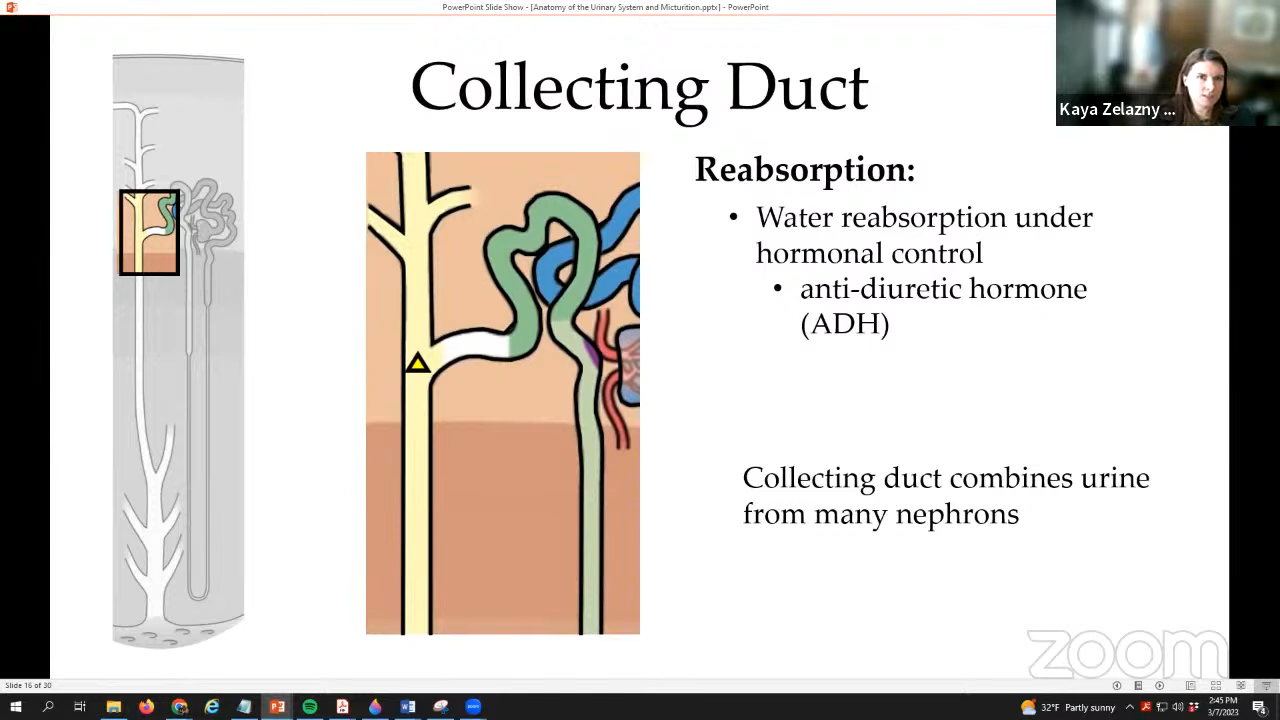 PowerPoint Slide Show - [Anatomy of the Urinary System and Micturition.pptx] - PowerPoint
Kaya Zelazny ...
Collecting Duct
Reabsorption:
• Water reabsorption under
hormonal control
• anti-diuretic hormone
(ADH)
Collecting duct combines urine
from many nephrons
zoom
Slide 16 of 30
32°F Partly sunny
2:45 PM
3/7/2023